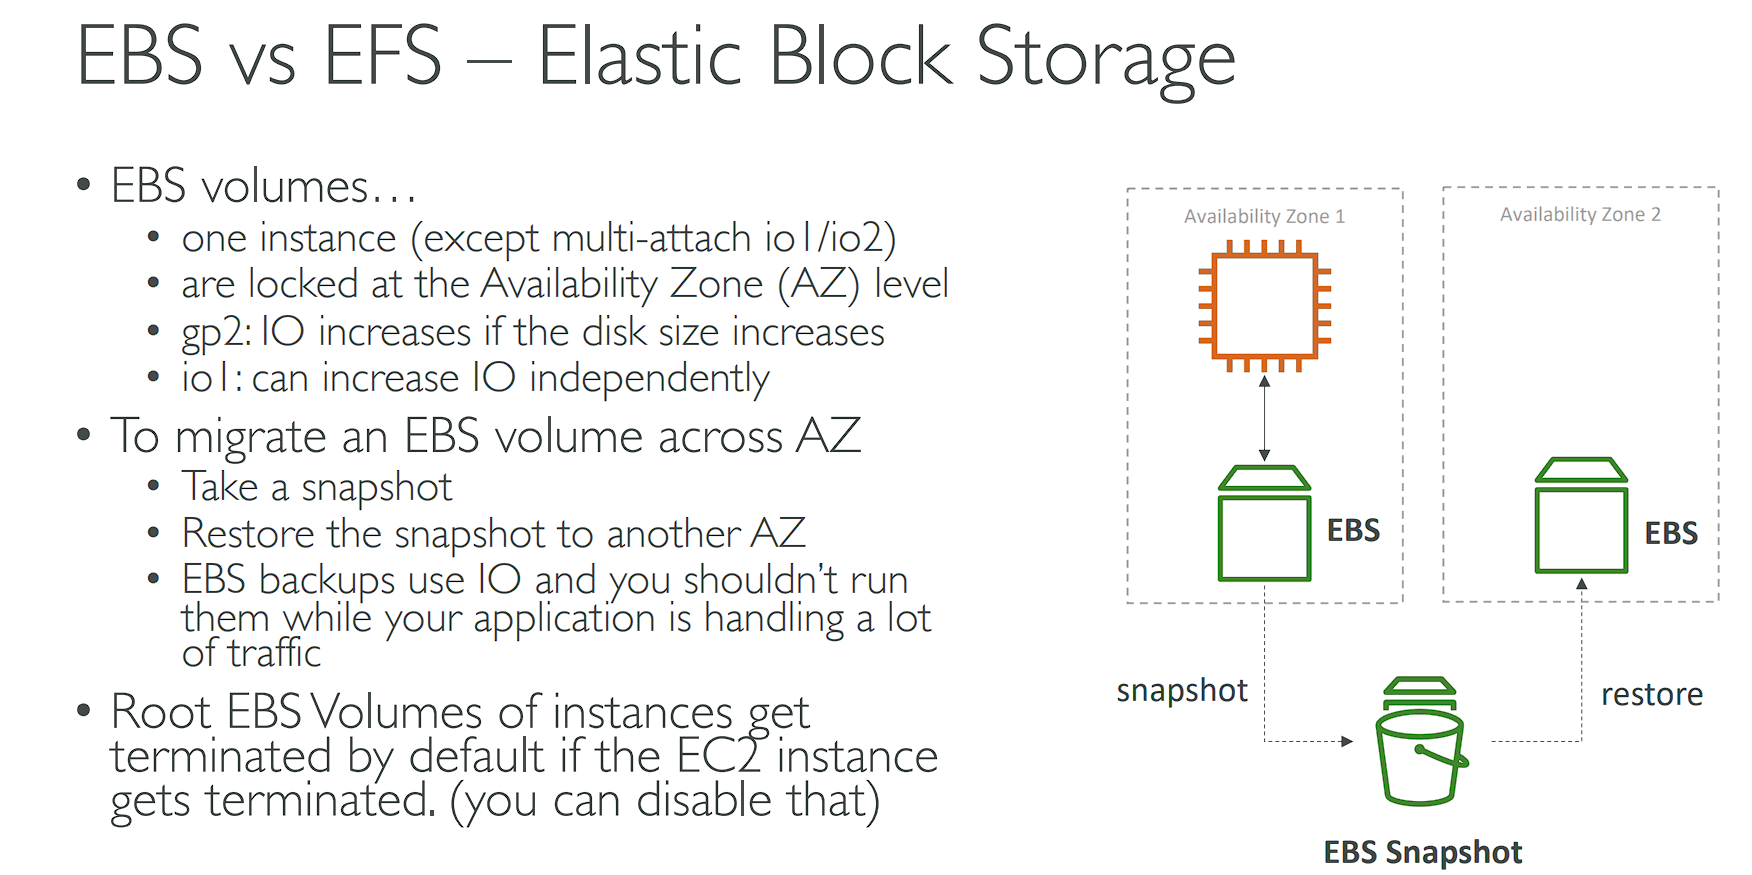 EBS vs EFS – Elastic Block Storage
• EBS volumes…
• one instance (except multi-attach io1/io2)
• are locked at the Availability Zone (AZ) level
• gp2: IO increases if the disk size increases
• io1: can increase IO independently
• To migrate an EBS volume across AZ
• Take a snapshot
• Restore the snapshot to another AZ
• EBS backups use IO and you shouldn’t run
them while your application is handling a lot
of traffic
• Root EBS Volumes of instances get
terminated by default if the EC2 instance
gets terminated. (you can disable that)
Availability Zone 1
EBS
Availability Zone 2
EBS
snapshot
restore
EBS Snapshot